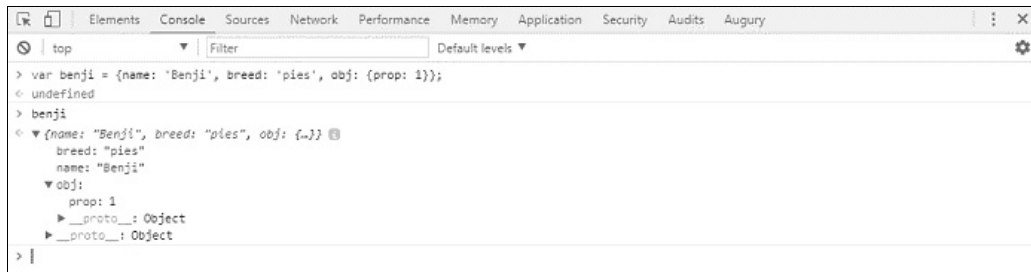 Elements Console Sources Network Performance Memory Application Security Audits Augury
top Filter Default levels
> var benji = {name: 'Benji', breed: 'pies', obj: {prop: 1}};
< undefined
> benji
< ▼ {name: "Benji", breed: "pies", obj: {…}} i
breed: "pies"
name: "Benji"
▼ obj:
prop: 1
▶ __proto__: Object
▶ __proto__: Object
>